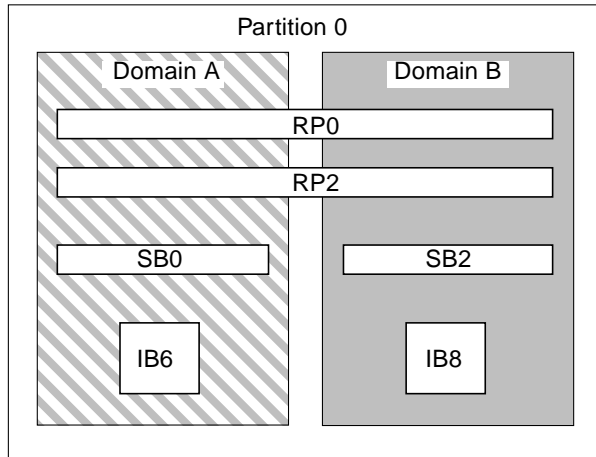 Partition 0
Domain A
Domain B
RP0
RP2
SB0
SB2
IB6
IB8